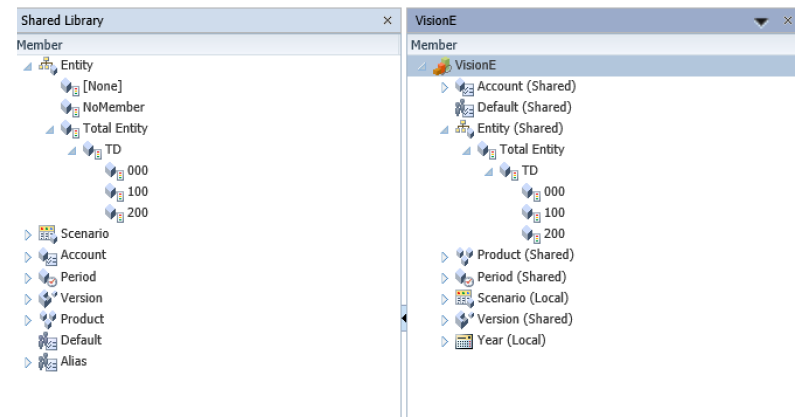 Shared Library
Member
Entity
[None]
NoMember
Total Entity
TD
000
100
200
Scenario
Account
Period
Version
Product
Default
Alias
VisionE
Member
VisionE
Account (Shared)
Default (Shared)
Entity (Shared)
Total Entity
TD
000
100
200
Product (Shared)
Period (Shared)
Scenario (Local)
Version (Shared)
Year (Local)